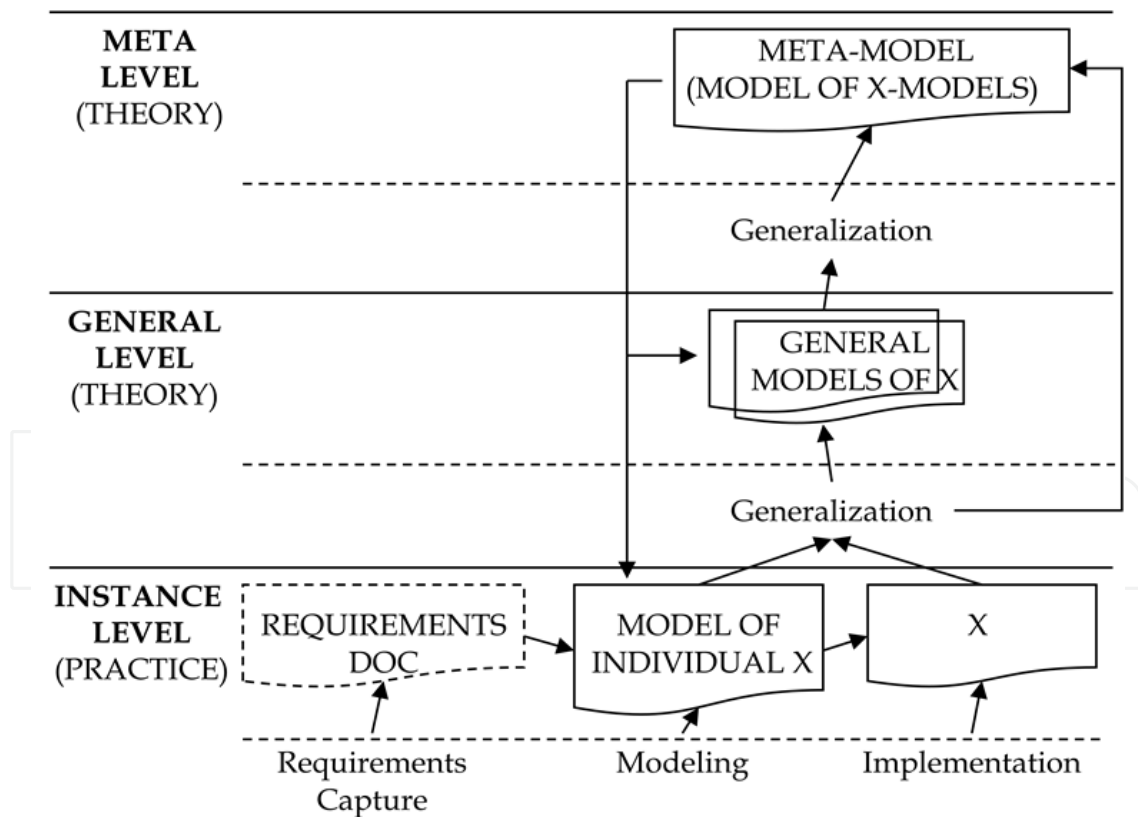 META
LEVEL
(THEORY)
META-MODEL
(MODEL OF X-MODELS)
Generalization
GENERAL
LEVEL
(THEORY)
GENERAL
MODELS OF X
Generalization
INSTANCE
LEVEL
(PRACTICE)
REQUIREMENTS
DOC
MODEL OF
INDIVIDUAL X
X
Requirements
Capture
Modeling
Implementation